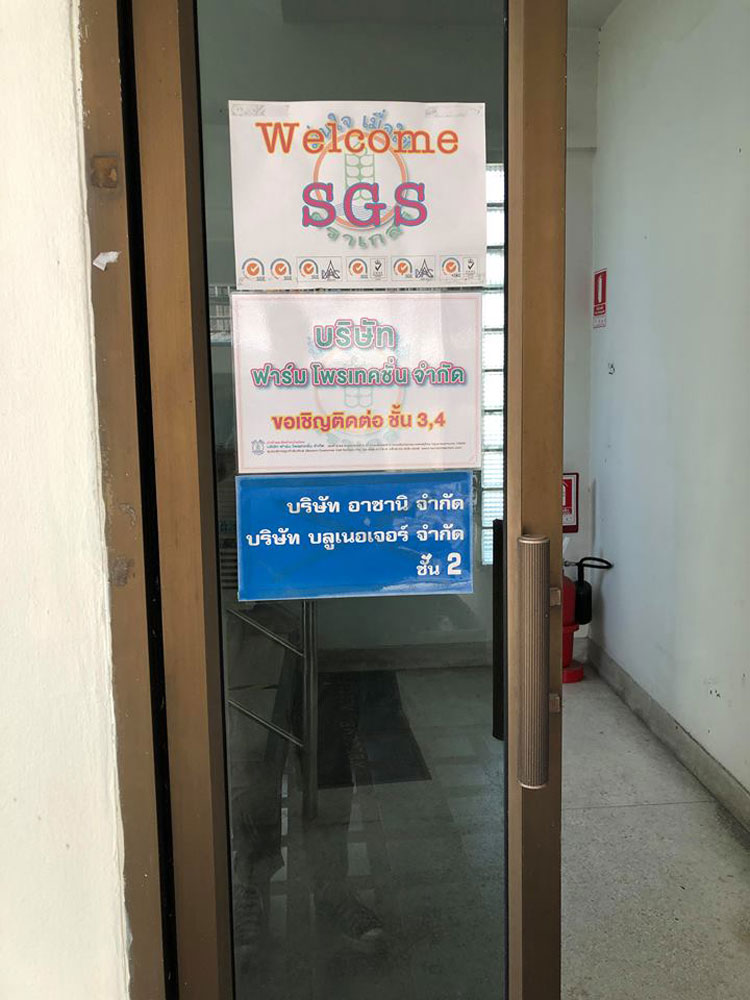 Welcome
SGS
บริษัท
ฟาร์ม โพรเทคชั่น จำกัด
ขอเชิญติดต่อ ชั้น 3,4
บริษัท อาซานิ จำกัด
บริษัท บลูเนอเจอร์ จำกัด
ชั้น 2